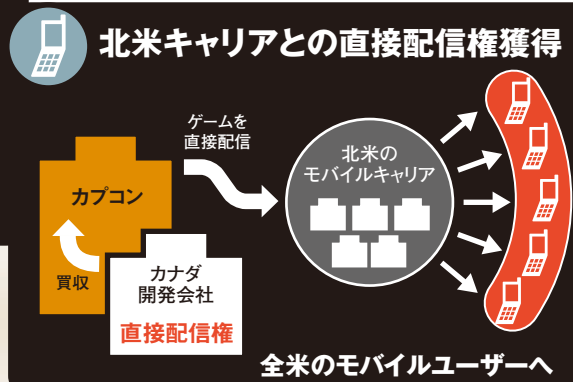 北米キャリアとの直接配信権獲得
ゲームを
直接配信
北米の
モバイルキャリア
カプコン
買収
カナダ
開発会社
直接配信権
全米のモバイルユーザーへ